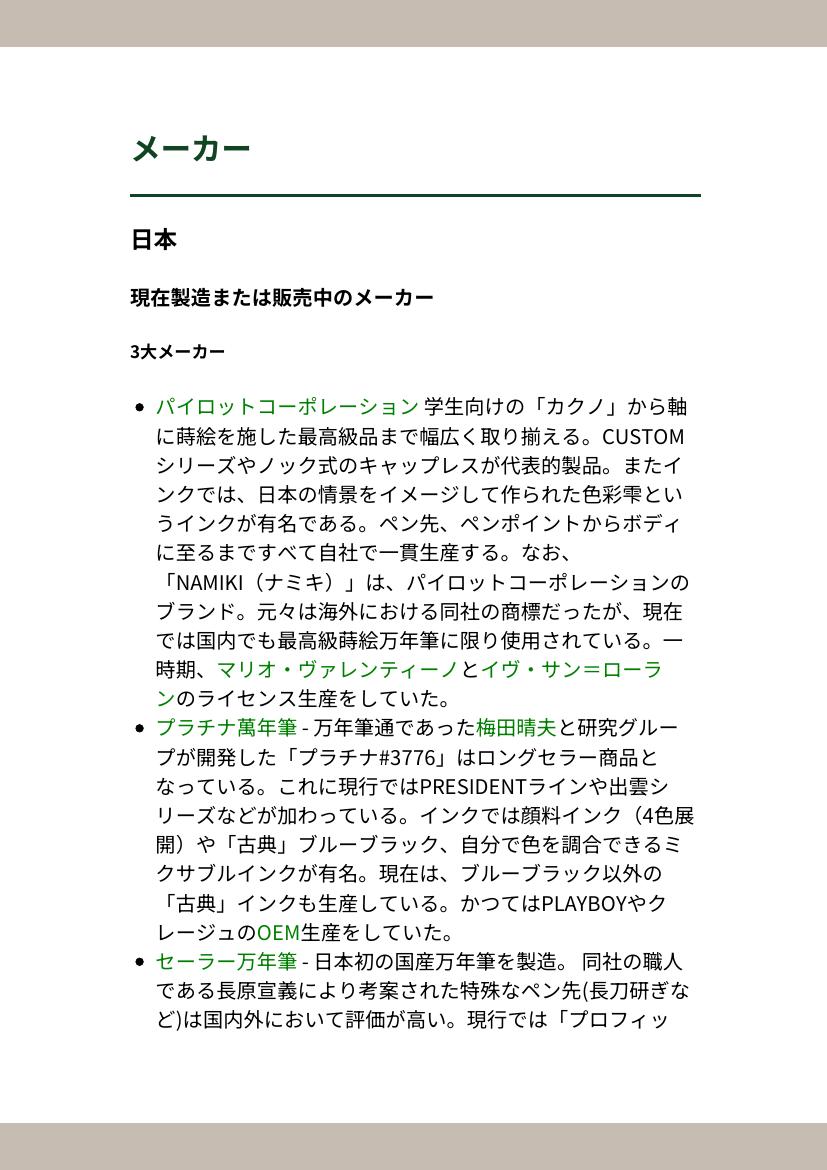 メーカー
日本
現在製造または販売中のメーカー
3大メーカー
• パイロットコーポレーション 学生向けの「カクノ」から軸
に蒔絵を施した最高級品まで幅広く取り揃える。CUSTOM
シリーズやノック式のキャップレスが代表的製品。またイ
ンクでは、日本の情景をイメージして作られた色彩雫とい
うインクが有名である。ペン先、ペンポイントからボディ
に至るまですべて自社で一貫生産する。なお、
「NAMIKI（ナミキ）」は、パイロットコーポレーションの
ブランド。元々は海外における同社の商標だったが、現在
では国内でも最高級蒔絵万年筆に限り使用されている。一
時期、マリオ・ヴァレンティーノとイヴ・サン＝ローラ
ンのライセンス生産をしていた。
• プラチナ萬年筆 - 万年筆通であった梅田晴夫と研究グルー
プが開発した「プラチナ#3776」はロングセラー商品と
なっている。これに現行ではPRESIDENTラインや出雲シ
リーズなどが加わっている。インクでは顔料インク（4色展
開）や「古典」ブルーブラック、自分で色を調合できるミ
クサブルインクが有名。現在は、ブルーブラック以外の
「古典」インクも生産している。かつてはPLAYBOYやク
レージュのOEM生産をしていた。
• セーラー万年筆 - 日本初の国産万年筆を製造。 同社の職人
である長原宣義により考案された特殊なペン先(長刀研ぎな
ど)は国内外において評価が高い。現行では「プロフィッ